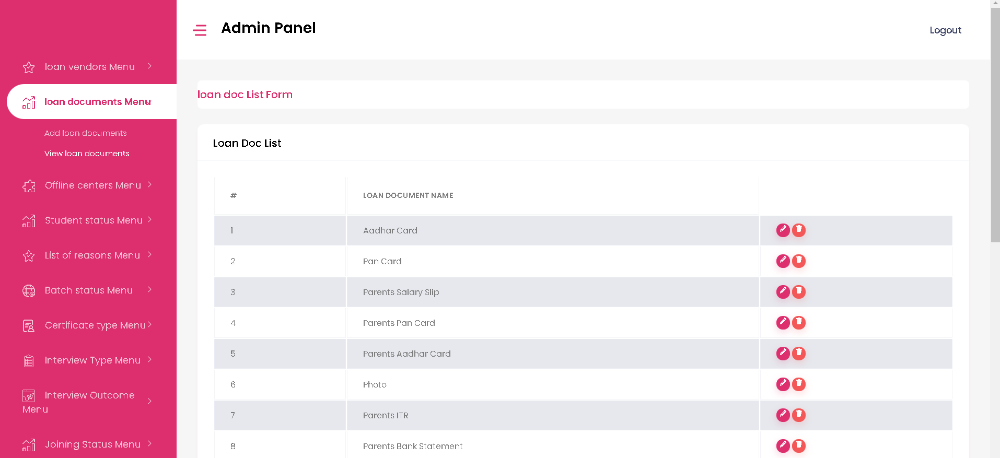 Admin Panel
Logout
loan vendors Menu
loan documents Menu
Add loan documents
View loan documents
Offline centers Menu
Student status Menu
List of reasons Menu
Batch status Menu
Certificate type Menu
Interview Type Menu
Interview Outcome
Menu
Joining Status Menu
loan doc List Form
Loan Doc List
# LOAN DOCUMENT NAME
1 Aadhar Card
2 Pan Card
3 Parents Salary Slip
4 Parents Pan Card
5 Parents Aadhar Card
6 Photo
7 Parents ITR
8 Parents Bank Statement